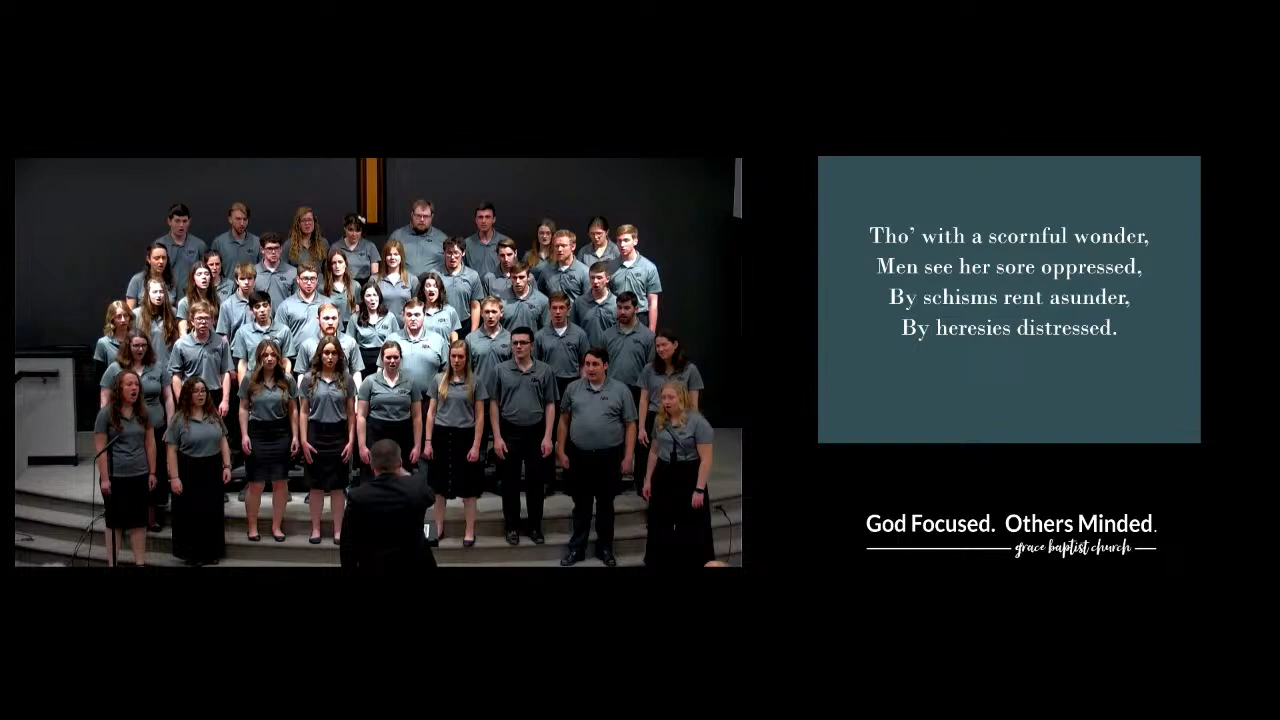 Tho’ with a scornful wonder,
Men see her sore oppressed,
By schisms rent asunder,
By heresies distressed.
God Focused. Others Minded.
grace baptist church